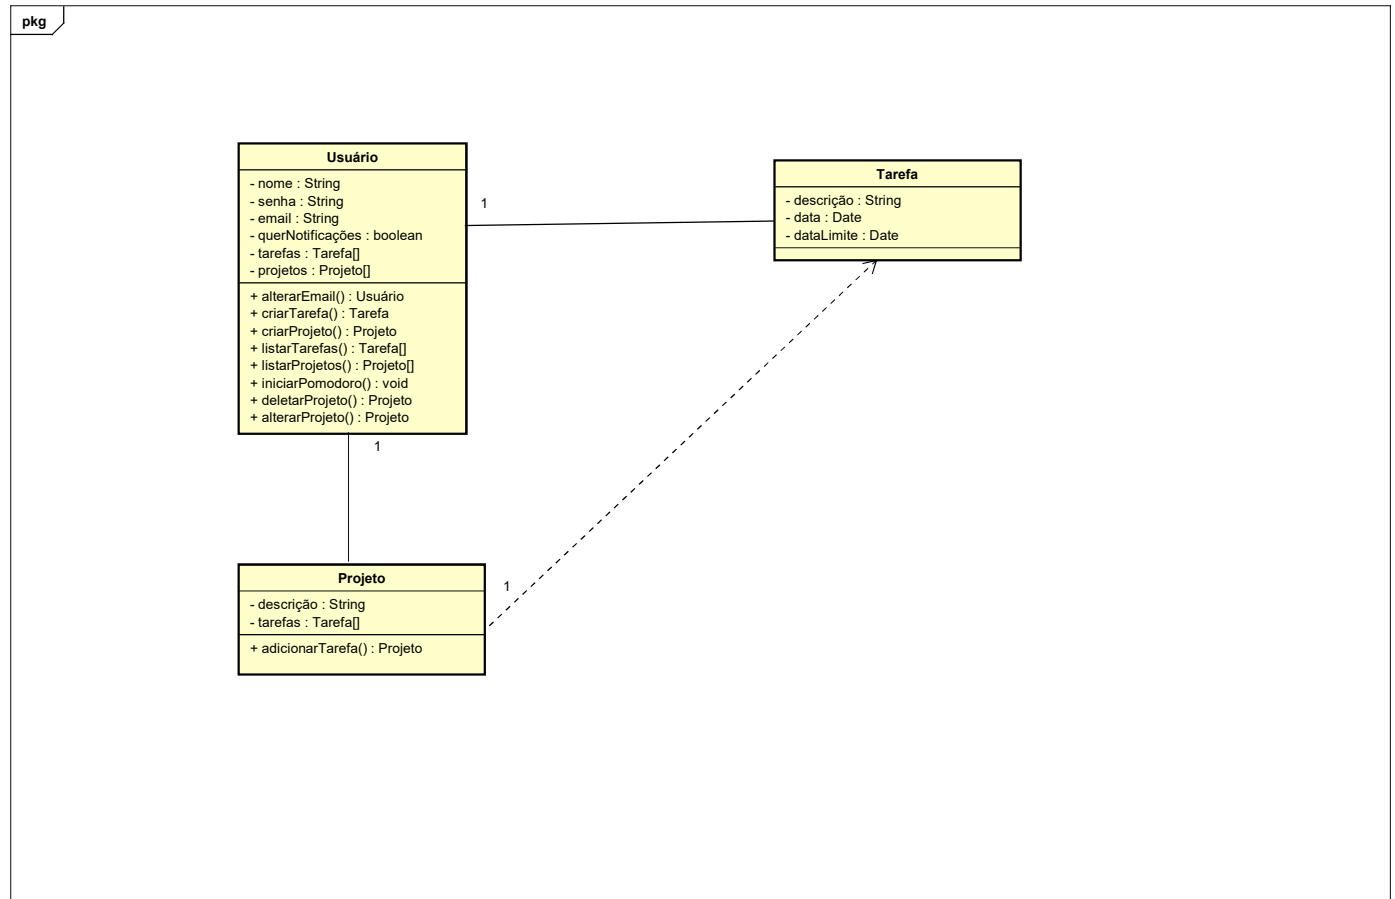 pkg
Usuário
- nome : String
- senha : String
- email : String
- querNotificações : boolean
- tarefas : Tarefa[]
- projetos : Projeto[]
+ alterarEmail() : Usuário
+ criarTarefa() : Tarefa
+ criarProjeto() : Projeto
+ listarTarefas() : Tarefa[]
+ listarProjetos() : Projeto[]
+ iniciarPomodoro() : void
+ deletarProjeto() : Projeto
+ alterarProjeto() : Projeto
1
Tarefa
- descrição : String
- data : Date
- dataLimite : Date
1
Projeto
- descrição : String
- tarefas : Tarefa[]
+ adicionarTarefa() : Projeto
1